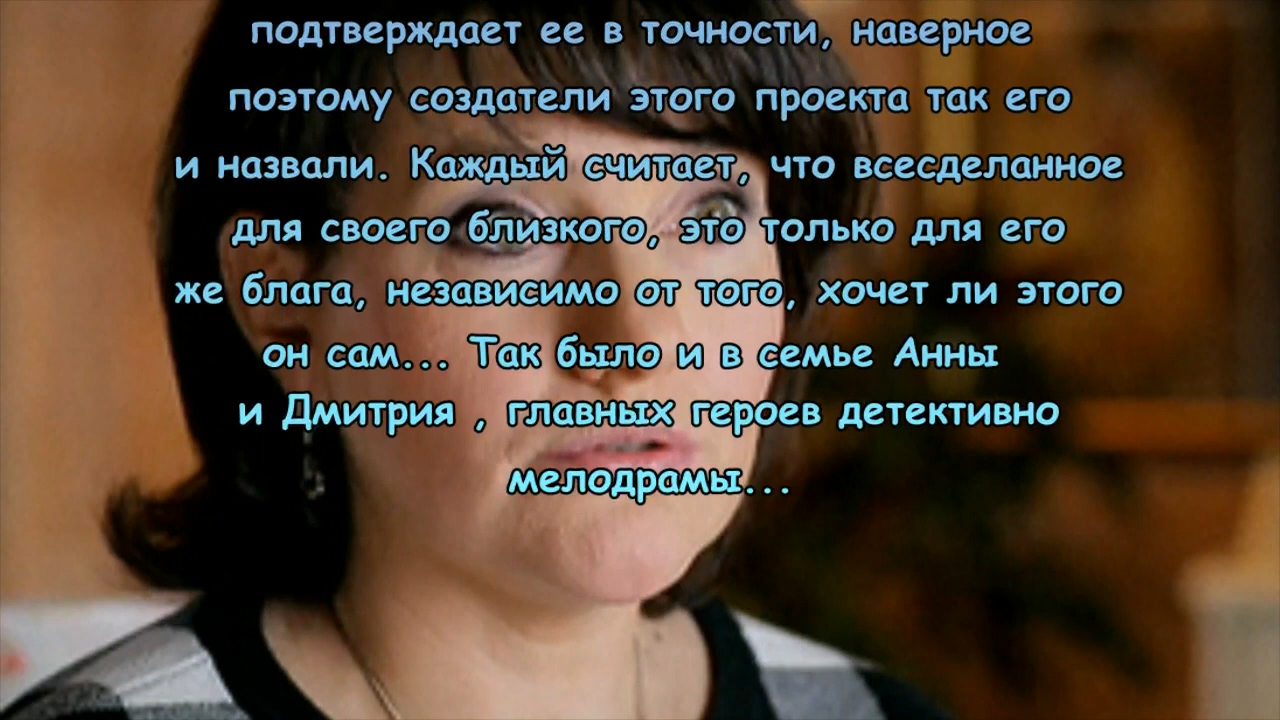 подтверждает ее в точности, наверное
поэтому создатели этого проекта так его
и назвали. Каждый считает, что всесделанное
для своего близкого, это только для его
же блага, независимо от того, хочет ли этого
он сам... Так было и в семье Анны
и Дмитрия , главных героев детективно
мелодрамы...